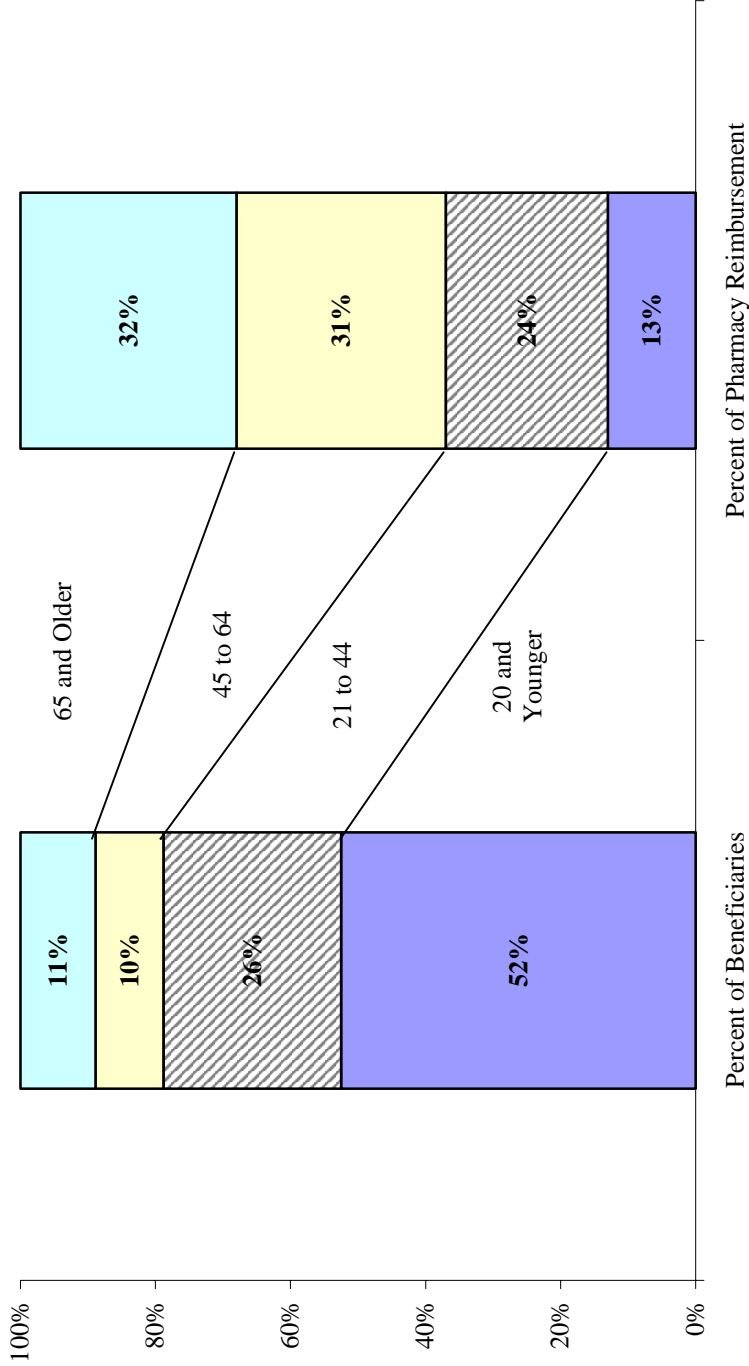 100%
80%
60%
40%
20%
0%
11%
10%
26%
52%
65 and Older
45 to 64
21 to 44
20 and
Younger
32%
31%
24%
13%
Percent of Beneficiaries
Percent of Pharmacy Reimbursement